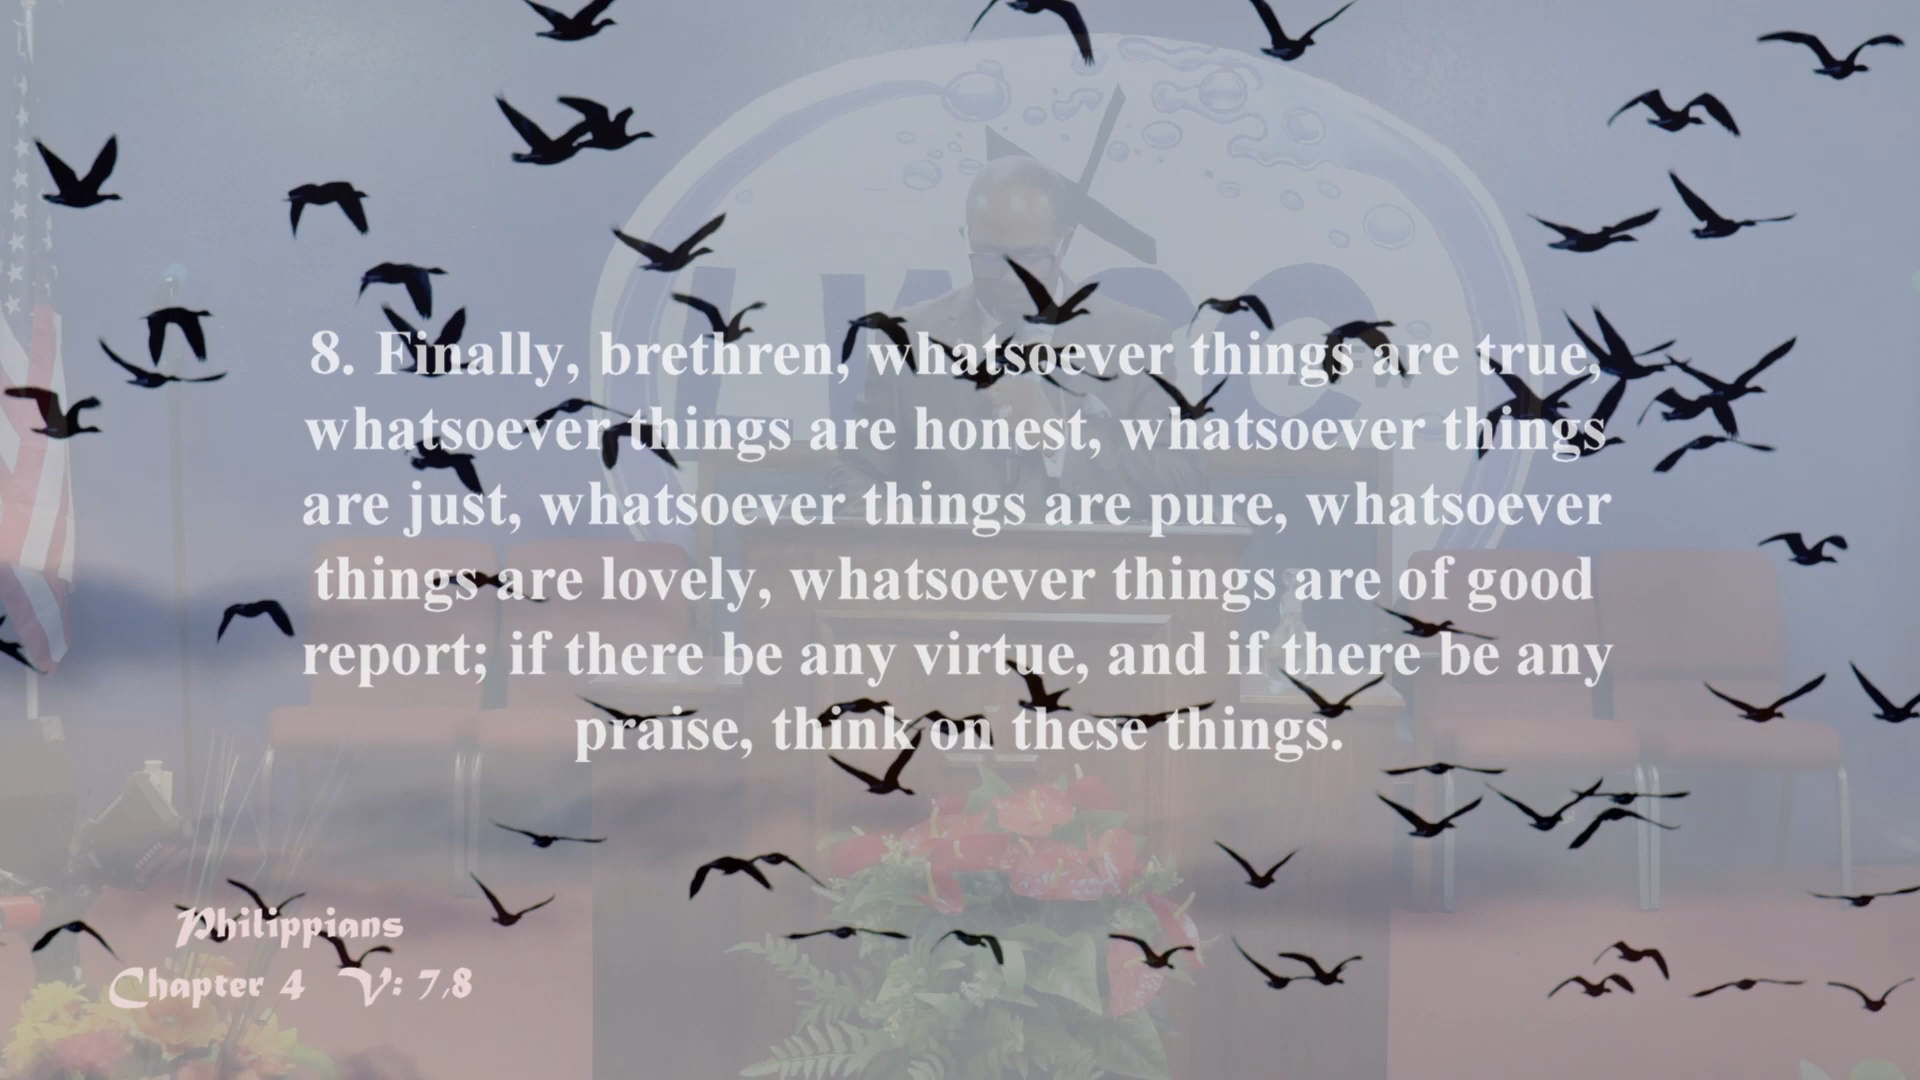 8. Finally, brethren, whatsoever things are true,
whatsoever things are honest, whatsoever things
are just, whatsoever things are pure, whatsoever
things are lovely, whatsoever things are of good
report; if there be any virtue, and if there be any
praise, think on these things.
Philippians
Chapter 4 V: 7,8